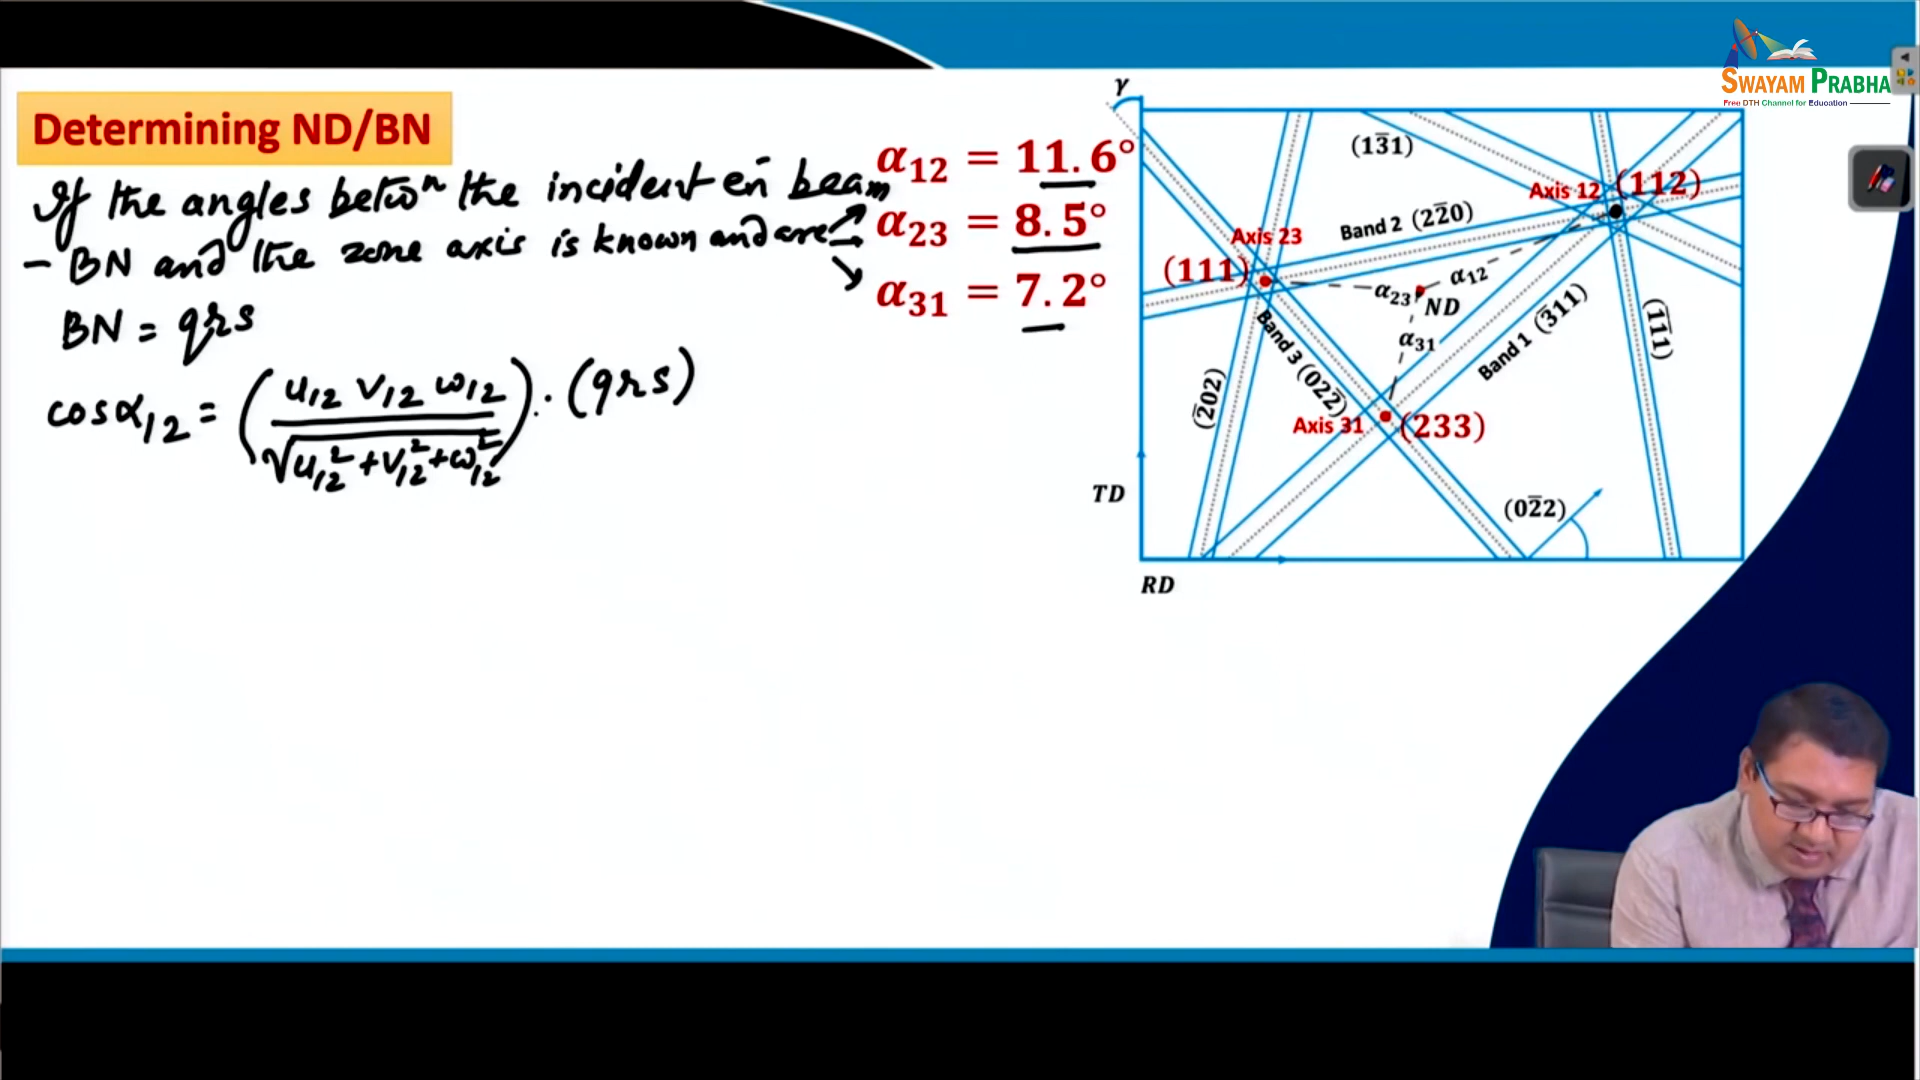 SWAYAM PRABHA
Free DTH Channel for Education
Determining ND/BN
If the angles betwⁿ the incident en̄ beam
– BN and the zone axis is known and are
BN = qrs
cosα₁₂ = (u₁₂ v₁₂ w₁₂ / √u₁₂² + v₁₂² + w₁₂²) · (qrs)
α₁₂ = 11.6°
α₂₃ = 8.5°
α₃₁ = 7.2°
γ
(13̄1)
Axis 12 (112)
Band 2 (22̄0)
Axis 23
(111)
α₁₂
α₂₃
ND
α₃₁
Band 1 (3̄11)
(1̄1̄1)
Band 3 (022̄)
(2̄02)
Axis 31 (233)
TD
(02̄2)
RD